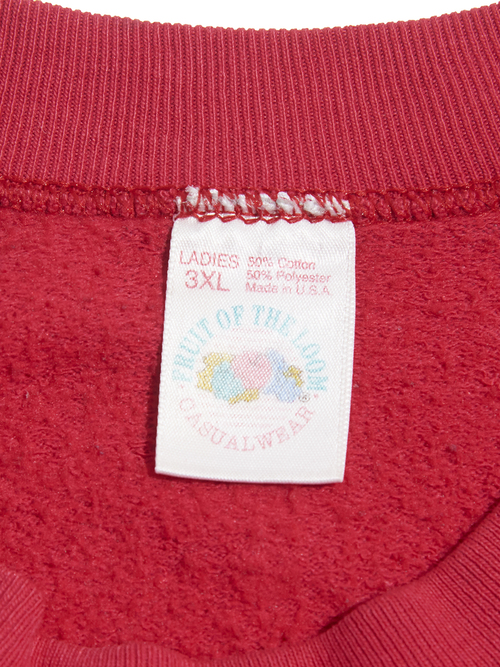 LADIES 50% Cotton
3XL 50% Polyester
Made in U.S.A.
FRUIT OF THE LOOM
®
CASUALWEAR